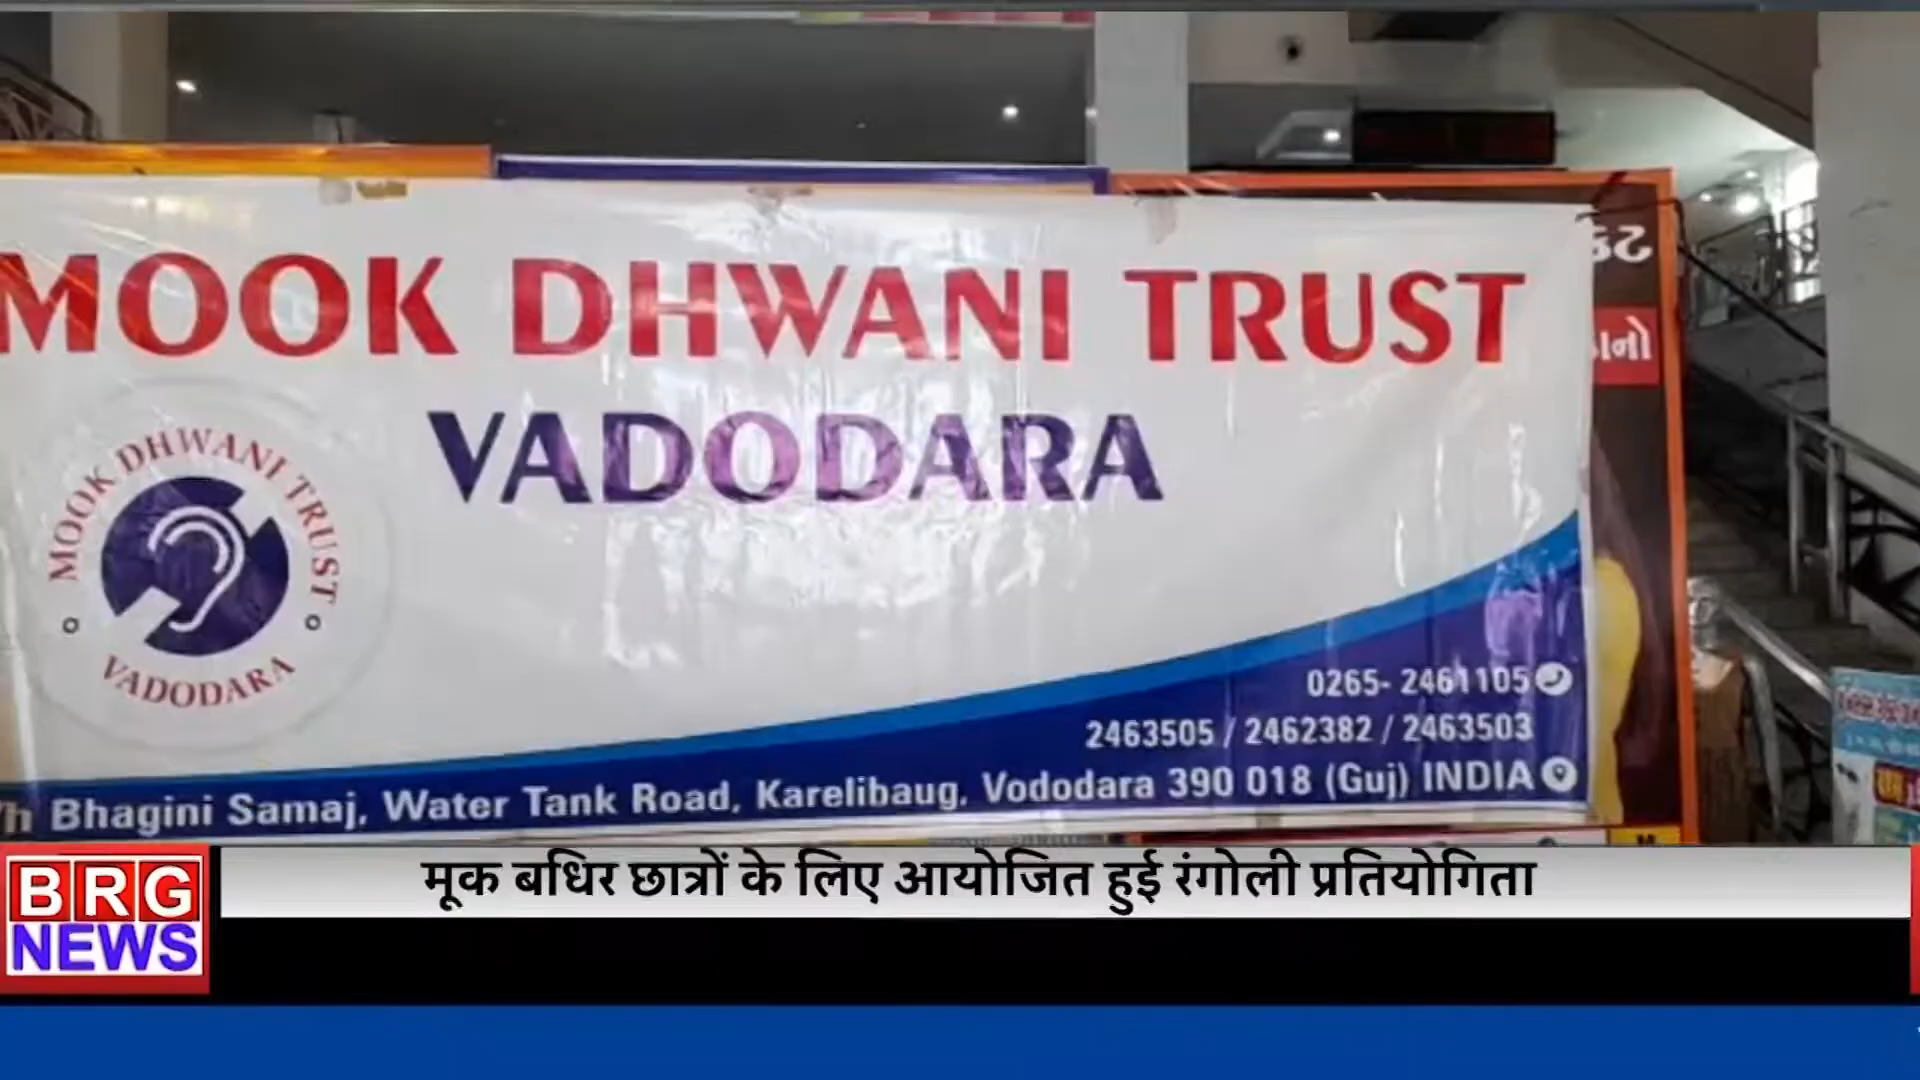 MOOK DHWANI TRUST
VADODARA
MOOK DHWANI TRUST
VADODARA
0265- 2461105
2463505 / 2462382 / 2463503
Bhagini Samaj, Water Tank Road, Karelibaug, Vododara 390 018 (Guj) INDIA
BRG
NEWS
मूक बधिर छात्रों के लिए आयोजित हुई रंगोली प्रतियोगिता